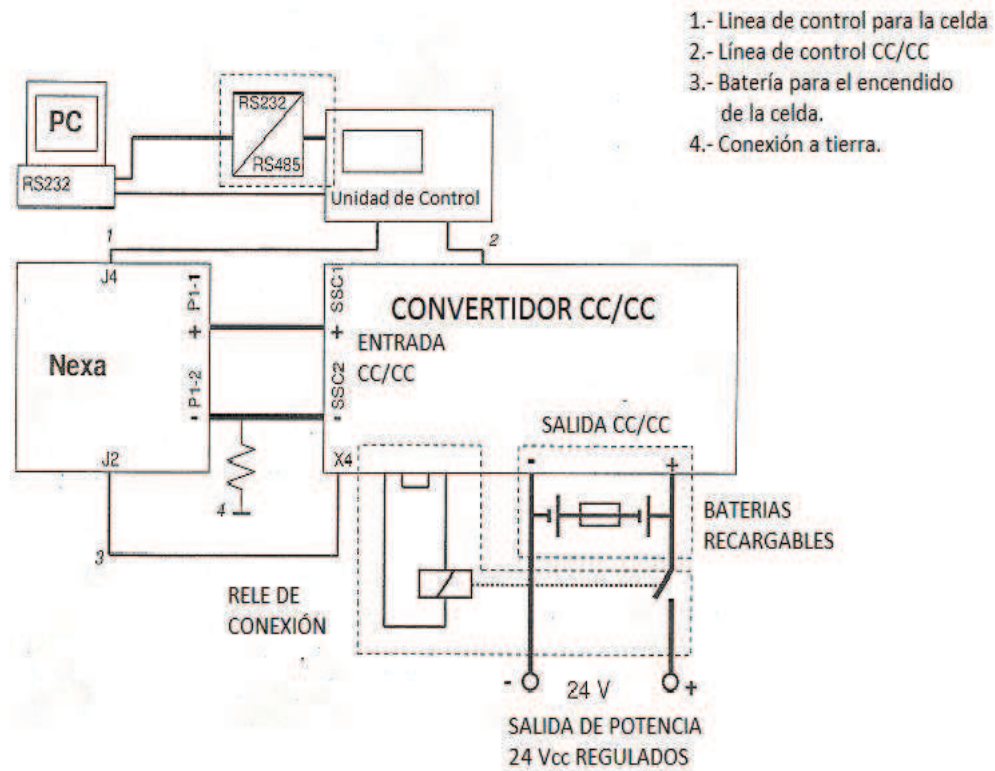 1.- Linea de control para la celda
2.- Línea de control CC/CC
3.- Batería para el encendido
de la celda.
4.- Conexión a tierra.
PC
RS232
RS232
RS485
Unidad de Control
1
2
J4
P1-1
+
Nexa
P1-2
-
J2
SSC1
+
CONVERTIDOR CC/CC
ENTRADA
CC/CC
SSC2
-
X4
SALIDA CC/CC
-
+
4
3
BATERIAS
RECARGABLES
RELE DE
CONEXIÓN
-
24 V
+
SALIDA DE POTENCIA
24 Vcc REGULADOS